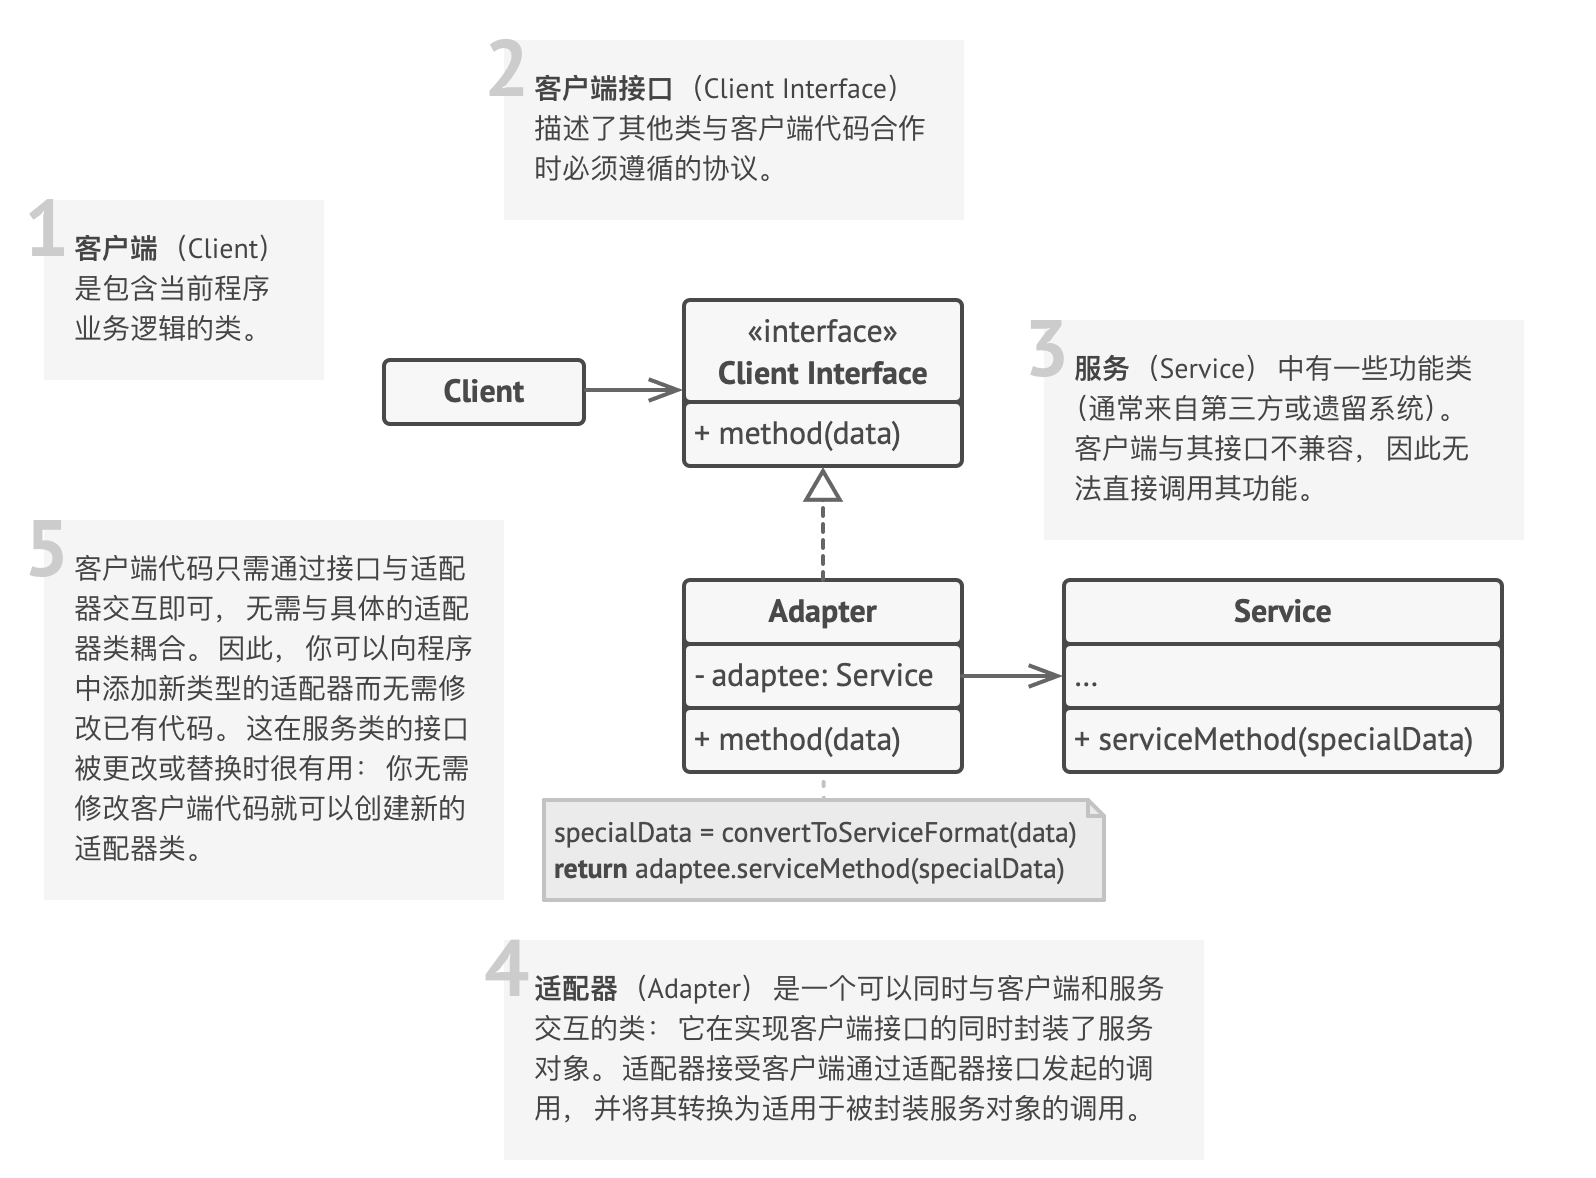 1
客户端（Client）
是包含当前程序
业务逻辑的类。
2
客户端接口（Client Interface）
描述了其他类与客户端代码合作
时必须遵循的协议。
Client
«interface»
Client Interface
+ method(data)
3
服务（Service）中有一些功能类
（通常来自第三方或遗留系统）。
客户端与其接口不兼容，因此无
法直接调用其功能。
Adapter
- adaptee: Service
+ method(data)
Service
...
+ serviceMethod(specialData)
specialData = convertToServiceFormat(data)
return adaptee.serviceMethod(specialData)
4
适配器（Adapter）是一个可以同时与客户端和服务
交互的类：它在实现客户端接口的同时封装了服务
对象。适配器接受客户端通过适配器接口发起的调
用，并将其转换为适用于被封装服务对象的调用。
5
客户端代码只需通过接口与适配
器交互即可，无需与具体的适配
器类耦合。因此，你可以向程序
中添加新类型的适配器而无需修
改已有代码。这在服务类的接口
被更改或替换时很有用：你无需
修改客户端代码就可以创建新的
适配器类。